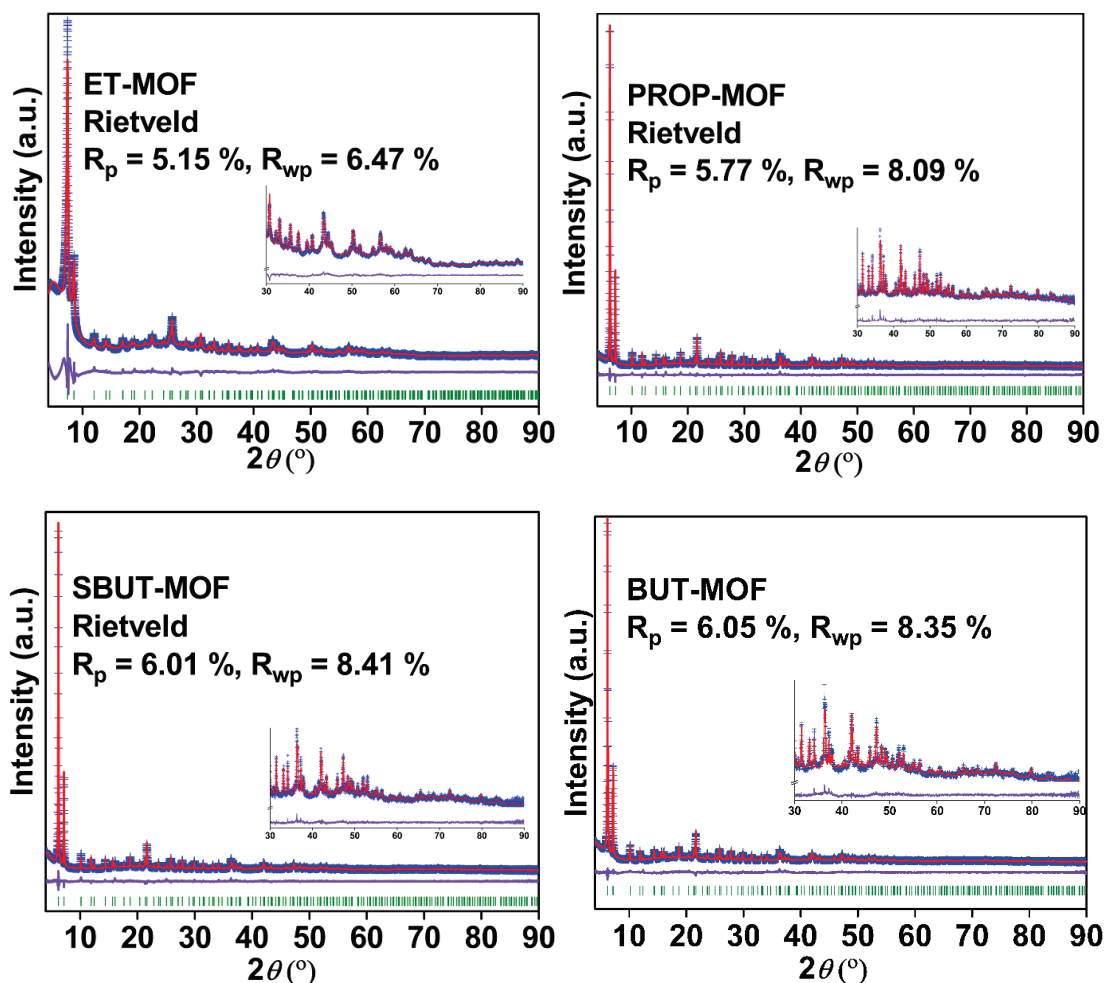 Intensity (a.u.)
ET-MOF
Rietveld
Rp = 5.15 %, Rwp = 6.47 %
30 40 50 60 70 80 90
10 20 30 40 50 60 70 80 90
2θ (º)
Intensity (a.u.)
PROP-MOF
Rietveld
Rp = 5.77 %, Rwp = 8.09 %
30 40 50 60 70 80 90
10 20 30 40 50 60 70 80 90
2θ (º)
Intensity (a.u.)
SBUT-MOF
Rietveld
Rp = 6.01 %, Rwp = 8.41 %
30 40 50 60 70 80 90
10 20 30 40 50 60 70 80 90
2θ (º)
Intensity (a.u.)
BUT-MOF
Rp = 6.05 %, Rwp = 8.35 %
30 40 50 60 70 80 90
10 20 30 40 50 60 70 80 90
2θ (º)